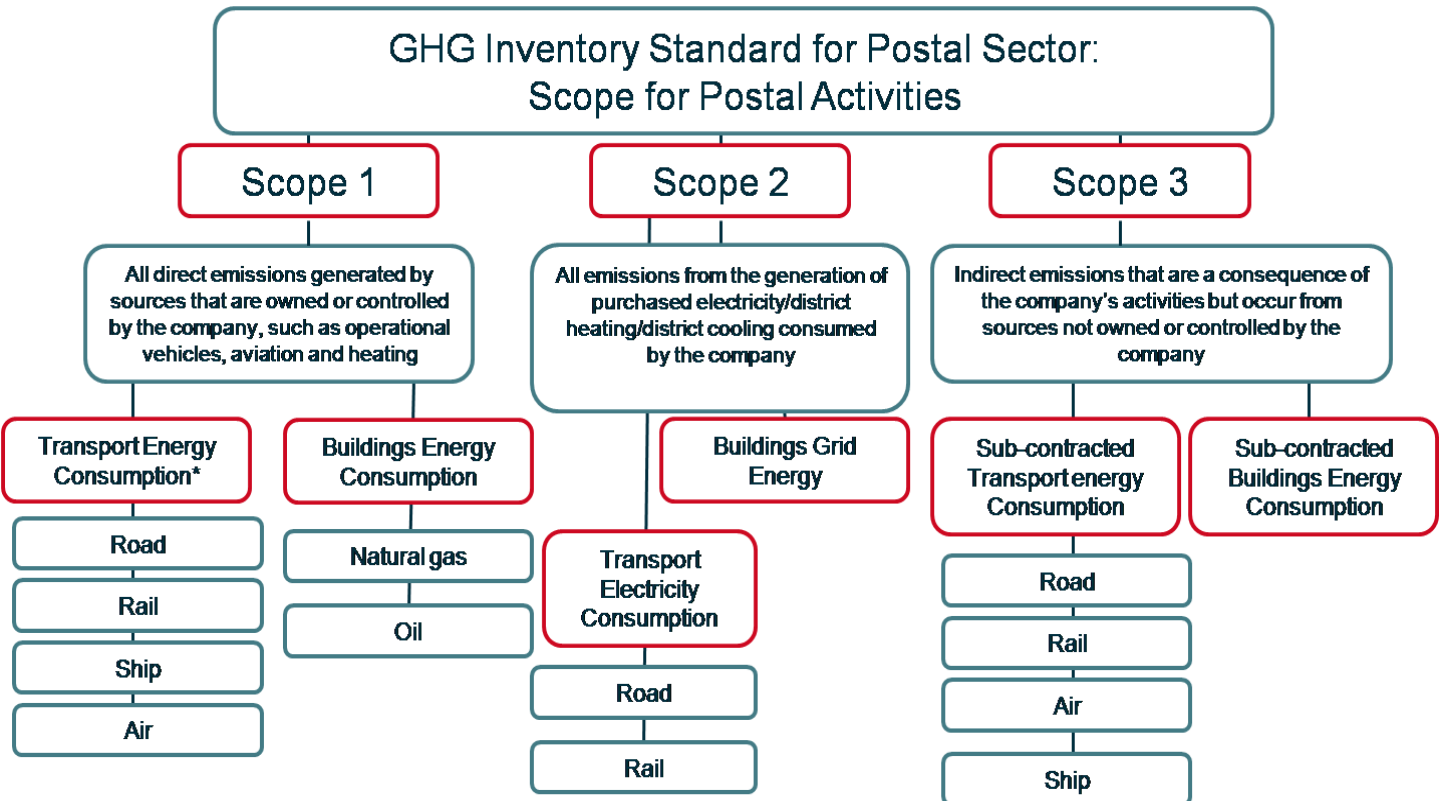 GHG Inventory Standard for Postal Sector:
Scope for Postal Activities
Scope 1
Scope 2
Scope 3
All direct emissions generated by
sources that are owned or controlled
by the company, such as operational
vehicles, aviation and heating
All emissions from the generation of
purchased electricity/district
heating/district cooling consumed
by the company
Indirect emissions that are a consequence of
the company's activities but occur from
sources not owned or controlled by the
company
Transport Energy
Consumption*
Road
Rail
Ship
Air
Buildings Energy
Consumption
Natural gas
Oil
Buildings Grid
Energy
Transport
Electricity
Consumption
Road
Rail
Sub-contracted
Transport energy
Consumption
Road
Rail
Air
Ship
Sub-contracted
Buildings Energy
Consumption